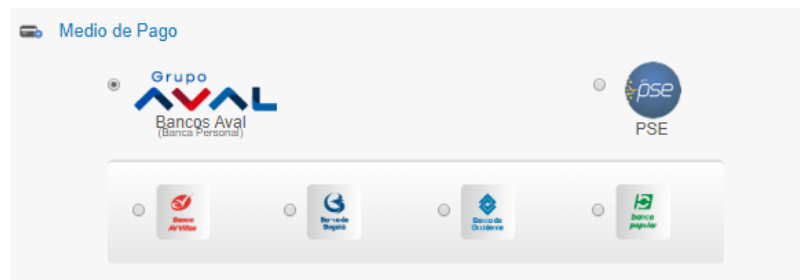 Medio de Pago
Grupo
AVAL
Bancos Aval
(Banca Personal)
pse
PSE
Banco
AV Villas
Banco de
Bogotá
Banco de
Occidente
banco
popular